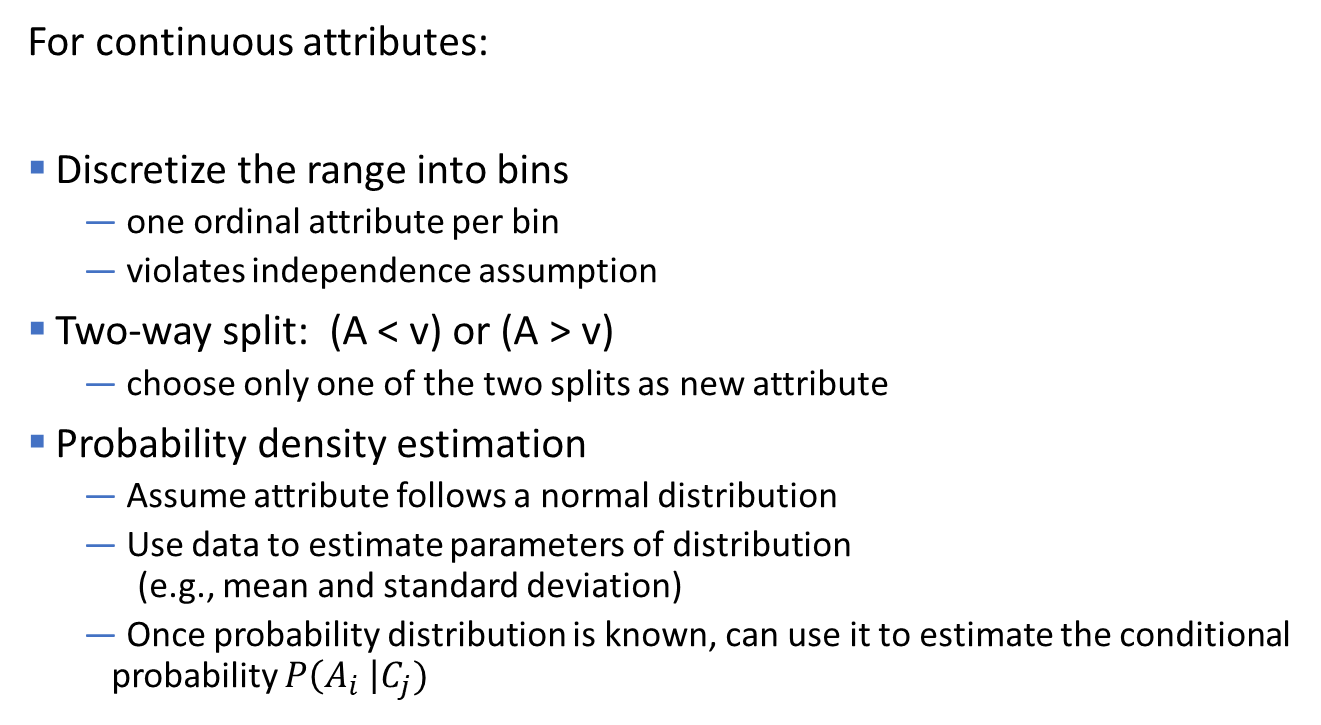 For continuous attributes:
▪ Discretize the range into bins
— one ordinal attribute per bin
— violates independence assumption
▪ Two-way split:  (A < v) or (A > v)
— choose only one of the two splits as new attribute
▪ Probability density estimation
— Assume attribute follows a normal distribution
— Use data to estimate parameters of distribution
(e.g., mean and standard deviation)
— Once probability distribution is known, can use it to estimate the conditional
probability P(Aᵢ |Cⱼ)